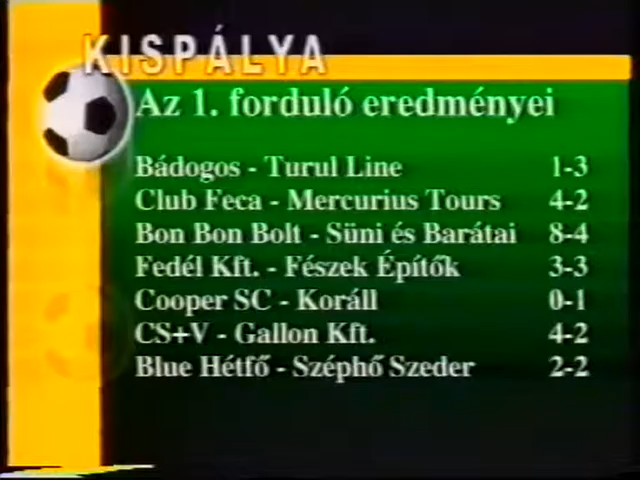 KISPÁLYA
Az 1. forduló eredményei
Bádogos - Turul Line 1-3
Club Feca - Mercurius Tours 4-2
Bon Bon Bolt - Süni és Barátai 8-4
Fedél Kft. - Fészek Építők 3-3
Cooper SC - Koráll 0-1
CS+V - Gallon Kft. 4-2
Blue Hétfő - Széphő Szeder 2-2